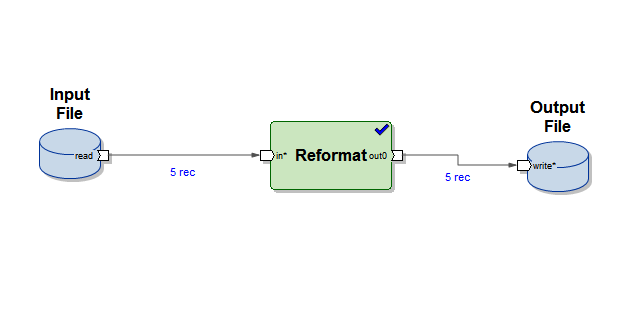 Input
File
read
5 rec
in*
Reformat
out0
5 rec
Output
File
write*